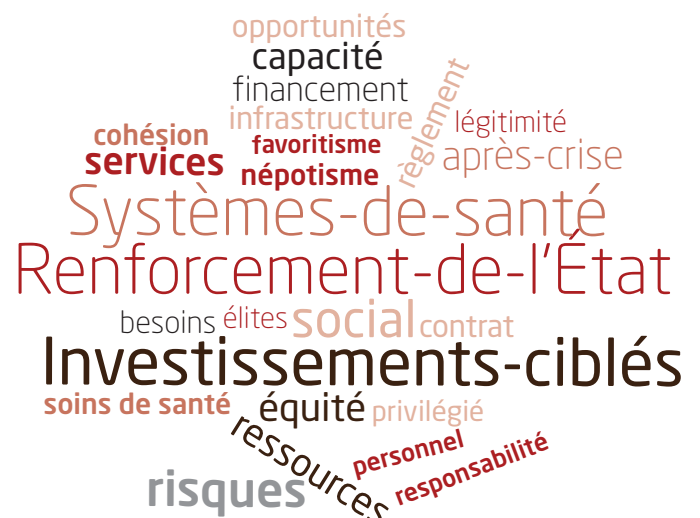 opportunités
capacité
financement
infrastructure
règlement
légitimité
cohésion
favoritisme
services
népotisme
après-crise
Systèmes-de-santé
Renforcement-de-l'État
besoins élites social contrat
Investissements-ciblés
soins de santé équité privilégié
ressources
personnel
responsabilité
risques